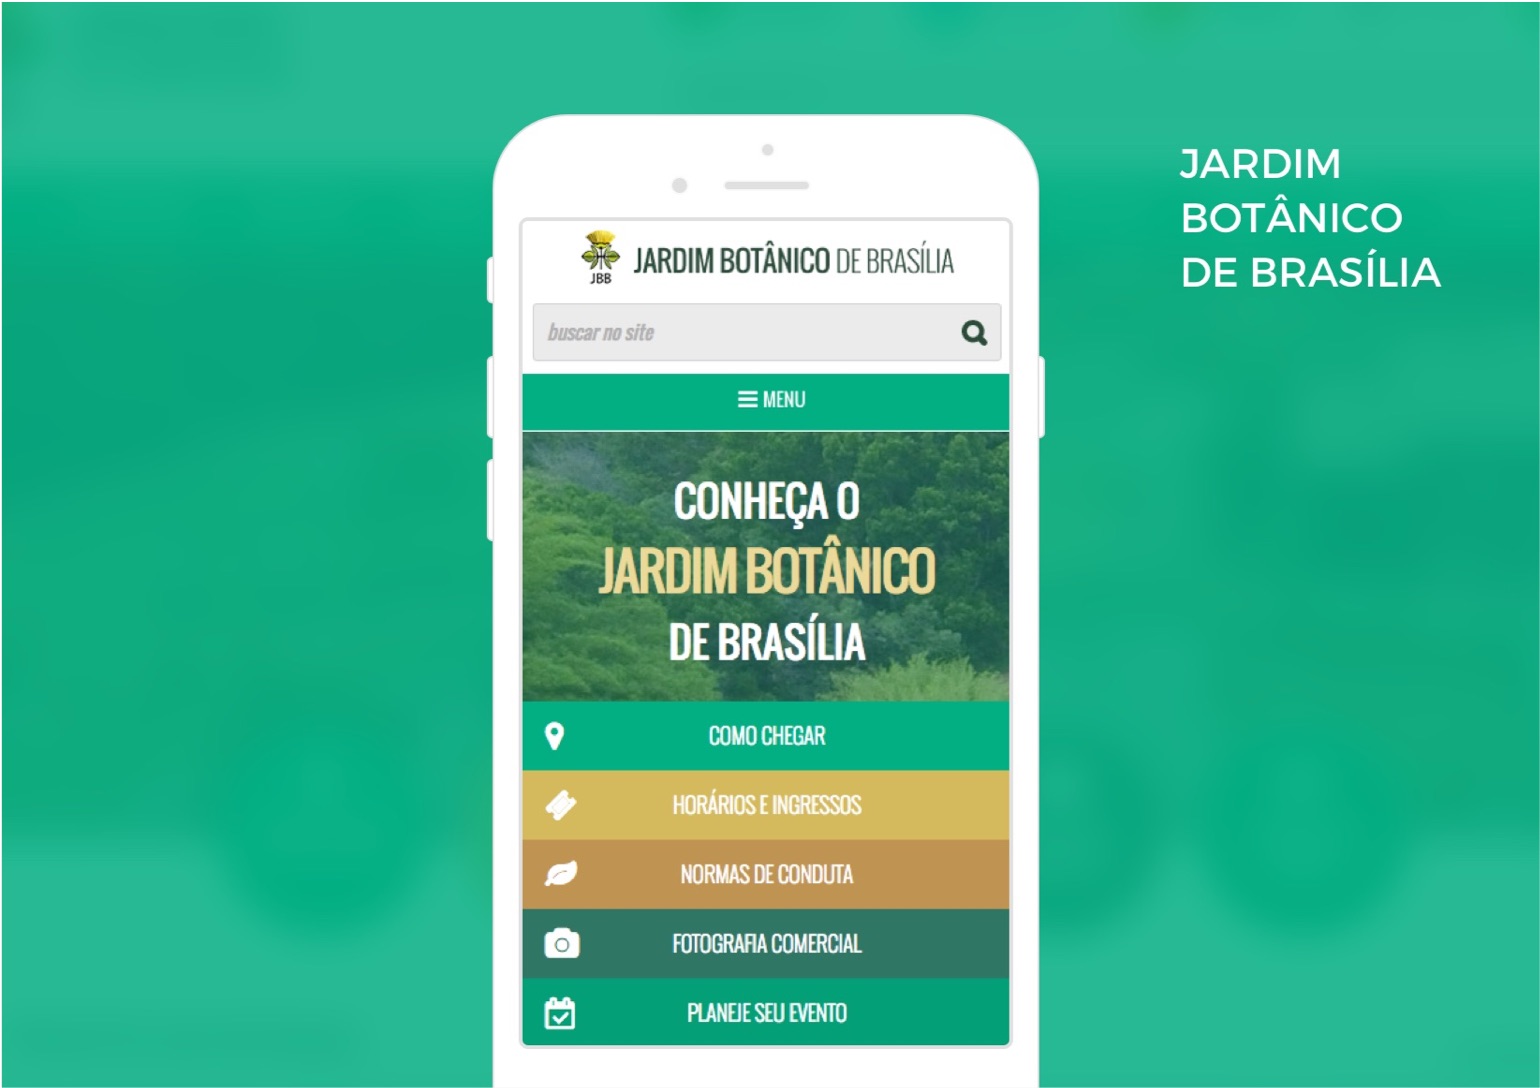 JARDIM
BOTÂNICO
DE BRASÍLIA
JBB
JARDIM BOTÂNICO DE BRASÍLIA
buscar no site
MENU
CONHEÇA O
JARDIM BOTÂNICO
DE BRASÍLIA
COMO CHEGAR
HORÁRIOS E INGRESSOS
NORMAS DE CONDUTA
FOTOGRAFIA COMERCIAL
PLANEJE SEU EVENTO